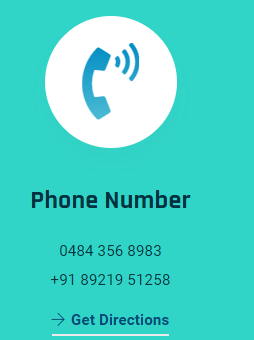 Phone Number
0484 356 8983
+91 89219 51258
→ Get Directions